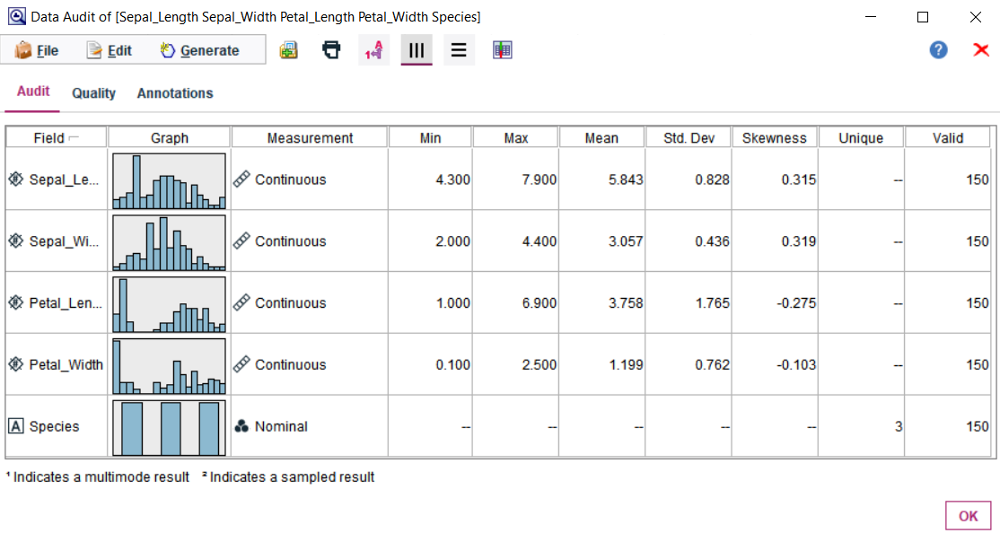 Data Audit of [Sepal_Length Sepal_Width Petal_Length Petal_Width Species]
File Edit Generate
Audit Quality Annotations
Field Graph Measurement Min Max Mean Std. Dev Skewness Unique Valid
Sepal_Le... Continuous 4.300 7.900 5.843 0.828 0.315 -- 150
Sepal_Wi... Continuous 2.000 4.400 3.057 0.436 0.319 -- 150
Petal_Len... Continuous 1.000 6.900 3.758 1.765 -0.275 -- 150
Petal_Width Continuous 0.100 2.500 1.199 0.762 -0.103 -- 150
A Species Nominal -- -- -- -- -- 3 150
¹ Indicates a multimode result ² Indicates a sampled result
OK